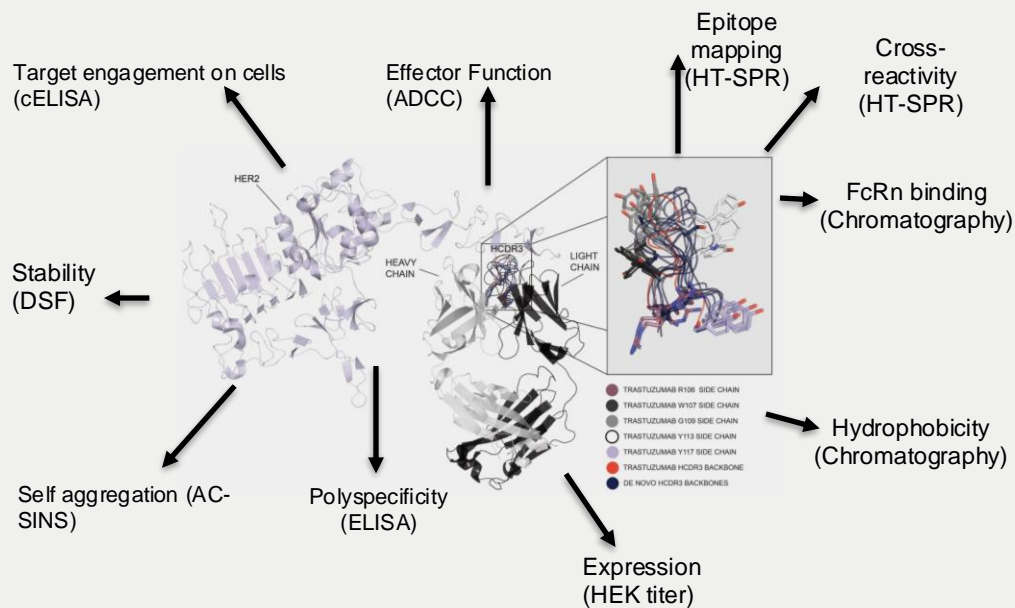 Epitope
mapping
(HT-SPR)
Cross-
reactivity
(HT-SPR)
Target engagement on cells
(cELISA)
Effector Function
(ADCC)
FcRn binding
(Chromatography)
HER2
HCDR3
HEAVY
CHAIN
LIGHT
CHAIN
Stability
(DSF)
TRASTUZUMAB R106 SIDE CHAIN
TRASTUZUMAB W107 SIDE CHAIN
TRASTUZUMAB G109 SIDE CHAIN
TRASTUZUMAB Y113 SIDE CHAIN
TRASTUZUMAB Y117 SIDE CHAIN
TRASTUZUMAB HCDR3 BACKBONE
DE NOVO HCDR3 BACKBONES
Hydrophobicity
(Chromatography)
Self aggregation (AC-
SINS)
Polyspecificity
(ELISA)
Expression
(HEK titer)